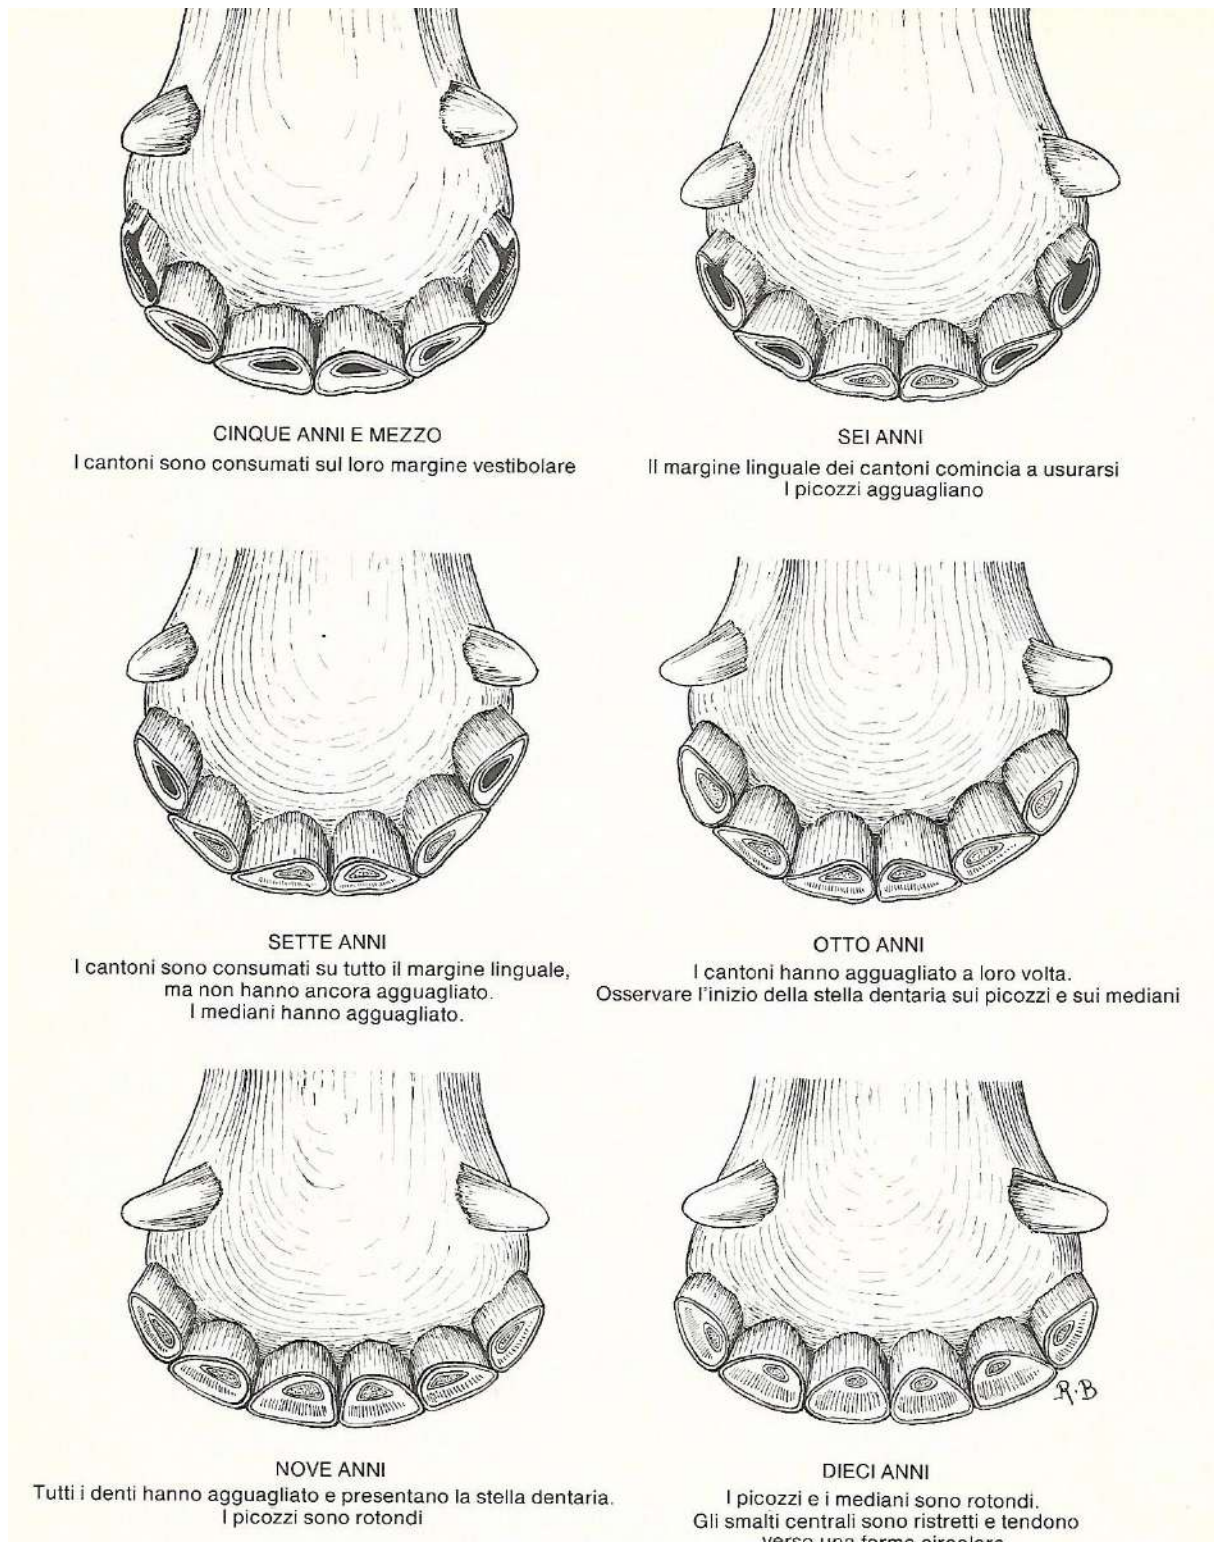 CINQUE ANNI E MEZZO
I cantoni sono consumati sul loro margine vestibolare
SEI ANNI
Il margine linguale dei cantoni comincia a usurarsi
I picozzi agguagliano
SETTE ANNI
I cantoni sono consumati su tutto il margine linguale,
ma non hanno ancora agguagliato.
I mediani hanno agguagliato.
OTTO ANNI
I cantoni hanno agguagliato a loro volta.
Osservare l'inizio della stella dentaria sui picozzi e sui mediani
R.B
NOVE ANNI
Tutti i denti hanno agguagliato e presentano la stella dentaria.
I picozzi sono rotondi
DIECI ANNI
I picozzi e i mediani sono rotondi.
Gli smalti centrali sono ristretti e tendono
verso una forma circolare